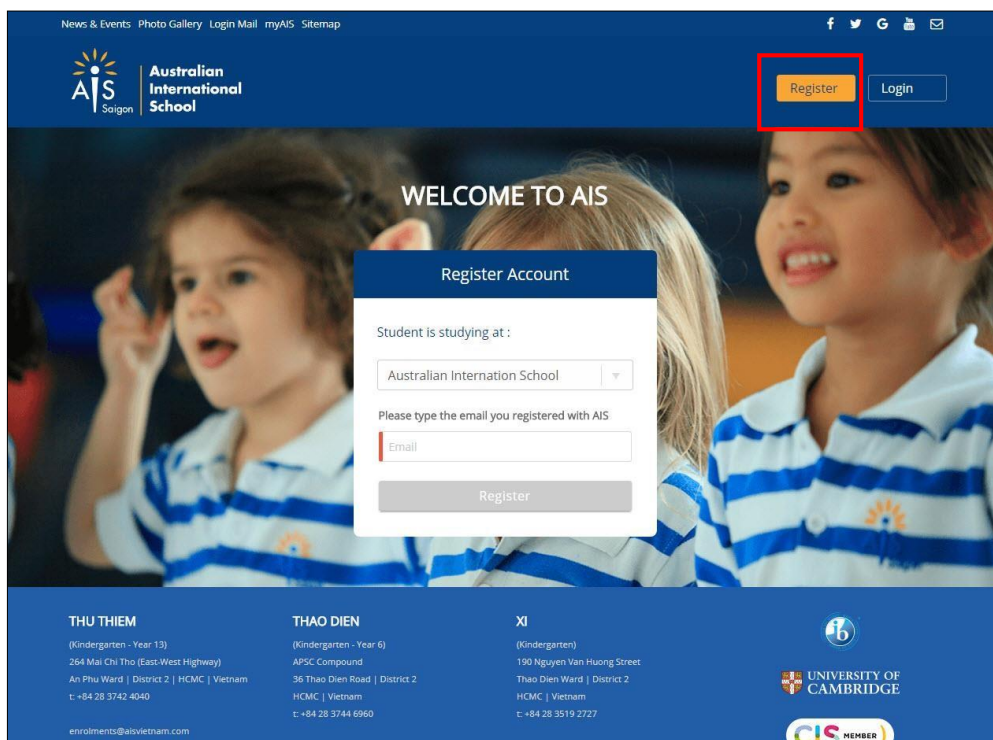 News & Events Photo Gallery Login Mail myAIS Sitemap
AIS
Saigon
Australian
International
School
Register
Login
WELCOME TO AIS
Register Account
Student is studying at :
Australian Internation School
Please type the email you registered with AIS
Email
Register
THU THIEM
(Kindergarten - Year 13)
264 Mai Chi Tho (East-West Highway)
An Phu Ward | District 2 | HCMC | Vietnam
t: +84 28 3742 4040
enrolments@aisvietnam.com
THAO DIEN
(Kindergarten - Year 6)
APSC Compound
36 Thao Dien Road | District 2
HCMC | Vietnam
t: +84 28 3744 6960
XI
(Kindergarten)
190 Nguyen Van Huong Street
Thao Dien Ward | District 2
HCMC | Vietnam
t: +84 28 3519 2727
ib
UNIVERSITY OF
CAMBRIDGE
CIS MEMBER